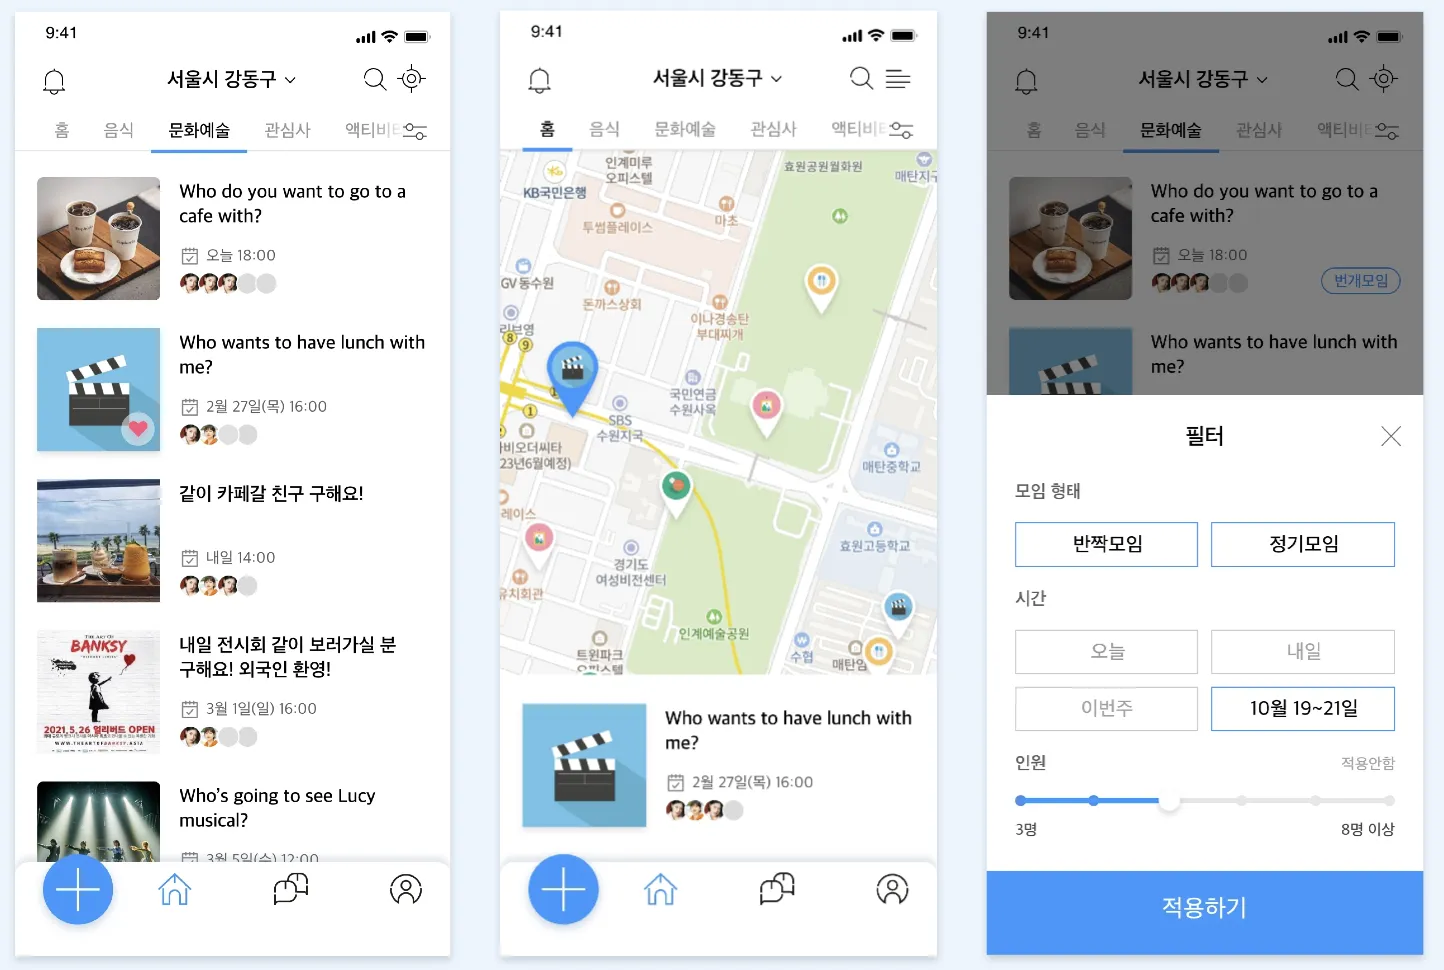 9:41
서울시 강동구
홈 음식 문화예술 관심사 액티비티
Who do you want to go to a
cafe with?
오늘 18:00
Who wants to have lunch with
me?
2월 27일(목) 16:00
같이 카페갈 친구 구해요!
내일 14:00
THE ART OF
BANKSY
2021.5.26 얼리버드 OPEN
WWW.THEARTOFBANKSY.ASIA
내일 전시회 같이 보러가실 분
구해요! 외국인 환영!
3월 1일(일) 16:00
Who's going to see Lucy
musical?
3월 5일(수) 12:00
9:41
서울시 강동구
홈 음식 문화예술 관심사 액티비티
인계미루
오피스텔
효원공원월화원
매탄지구
KB국민은행
투썸플레이스
마초
GV 동수원
돈까스상회
이나경송탄
부대찌개
리브영
8
9
국민연금
수원사옥
1
SBS
수원지국
1
2
바비오더씨타
23년6월예정)
매탄중학교
레이스
효원고등학교
경기도
여성비전센터
유치회관
인계예술공원
트윈파크
오피스텔
수협
매탄임
Who wants to have lunch with
me?
2월 27일(목) 16:00
9:41
서울시 강동구
홈 음식 문화예술 관심사 액티비티
Who do you want to go to a
cafe with?
오늘 18:00
번개모임
Who wants to have lunch with
me?
필터
모임 형태
반짝모임 정기모임
시간
오늘 내일
이번주 10월 19~21일
인원 적용안함
3명 8명 이상
적용하기